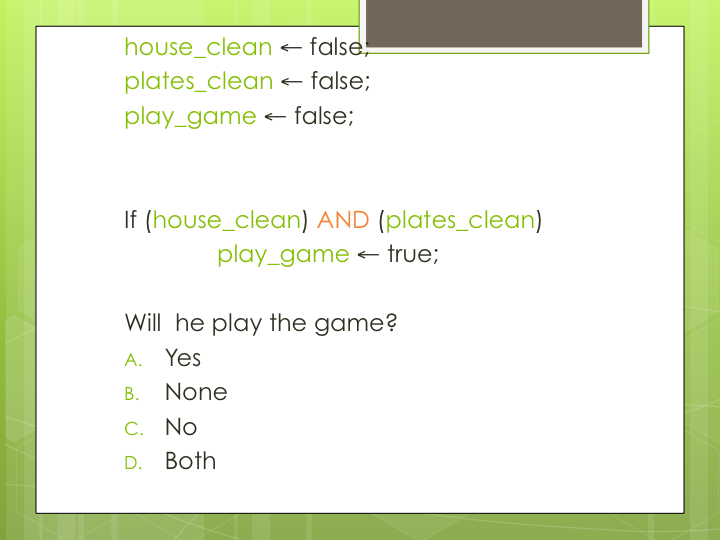 house_clean ← false;
plates_clean ← false;
play_game ← false;
If (house_clean) AND (plates_clean)
play_game ← true;
Will  he play the game?
A. Yes
B. None
C. No
D. Both